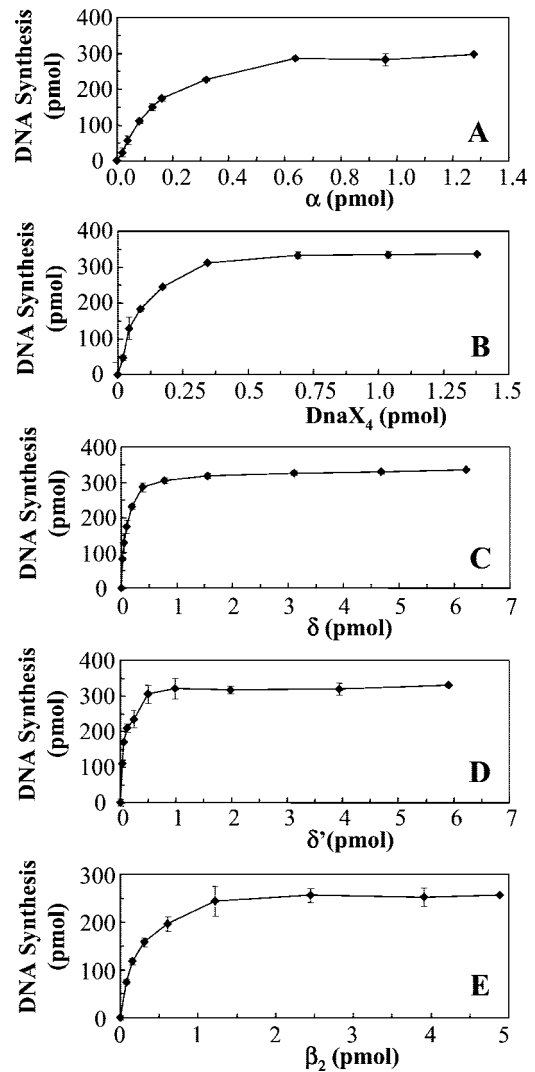 DNA Synthesis
(pmol)
400
300
200
100
0
A
0.0 0.2 0.4 0.6 0.8 1.0 1.2 1.4
α (pmol)
DNA Synthesis
(pmol)
400
300
200
100
0
B
0 0.25 0.50 0.75 1.00 1.25 1.5
DnaX₄ (pmol)
DNA Synthesis
(pmol)
400
300
200
100
0
C
0 1 2 3 4 5 6 7
δ (pmol)
DNA Synthesis
(pmol)
400
300
200
100
0
D
0 1 2 3 4 5 6 7
δ’(pmol)
DNA Synthesis
(pmol)
300
200
100
0
E
0 1 2 3 4 5
β₂ (pmol)